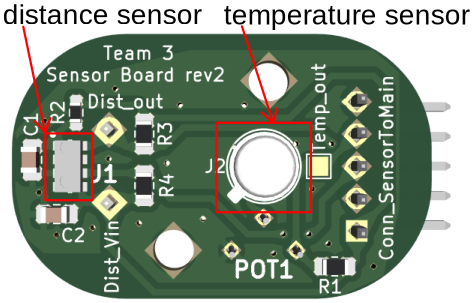 distance sensor
temperature sensor
Team 3
Sensor Board rev2
Dist_out
Temp_out
R2
C1
R3
J1
J2
R4
C2
Dist_Vin
POT1
R1
Conn_SensorToMain